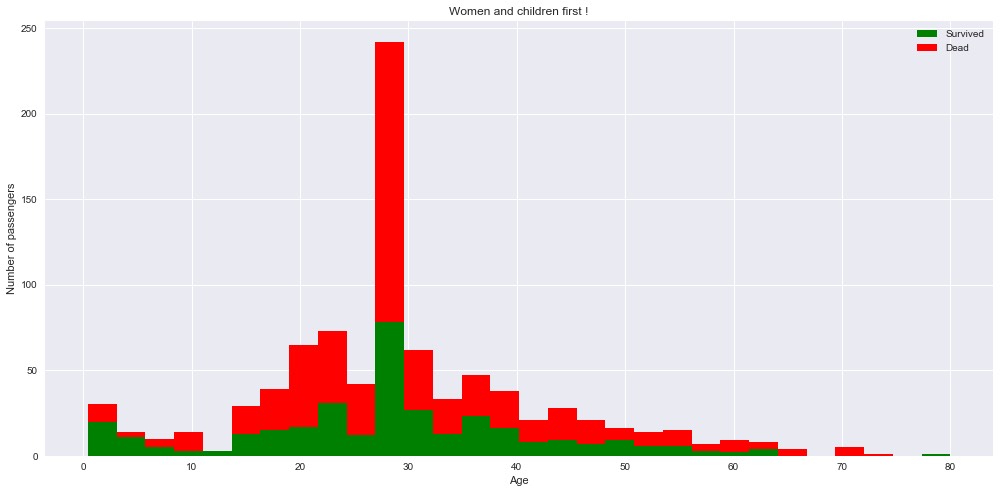 Women and children first !
Survived
Dead
250
200
150
100
50
0
Number of passengers
0 10 20 30 40 50 60 70 80
Age